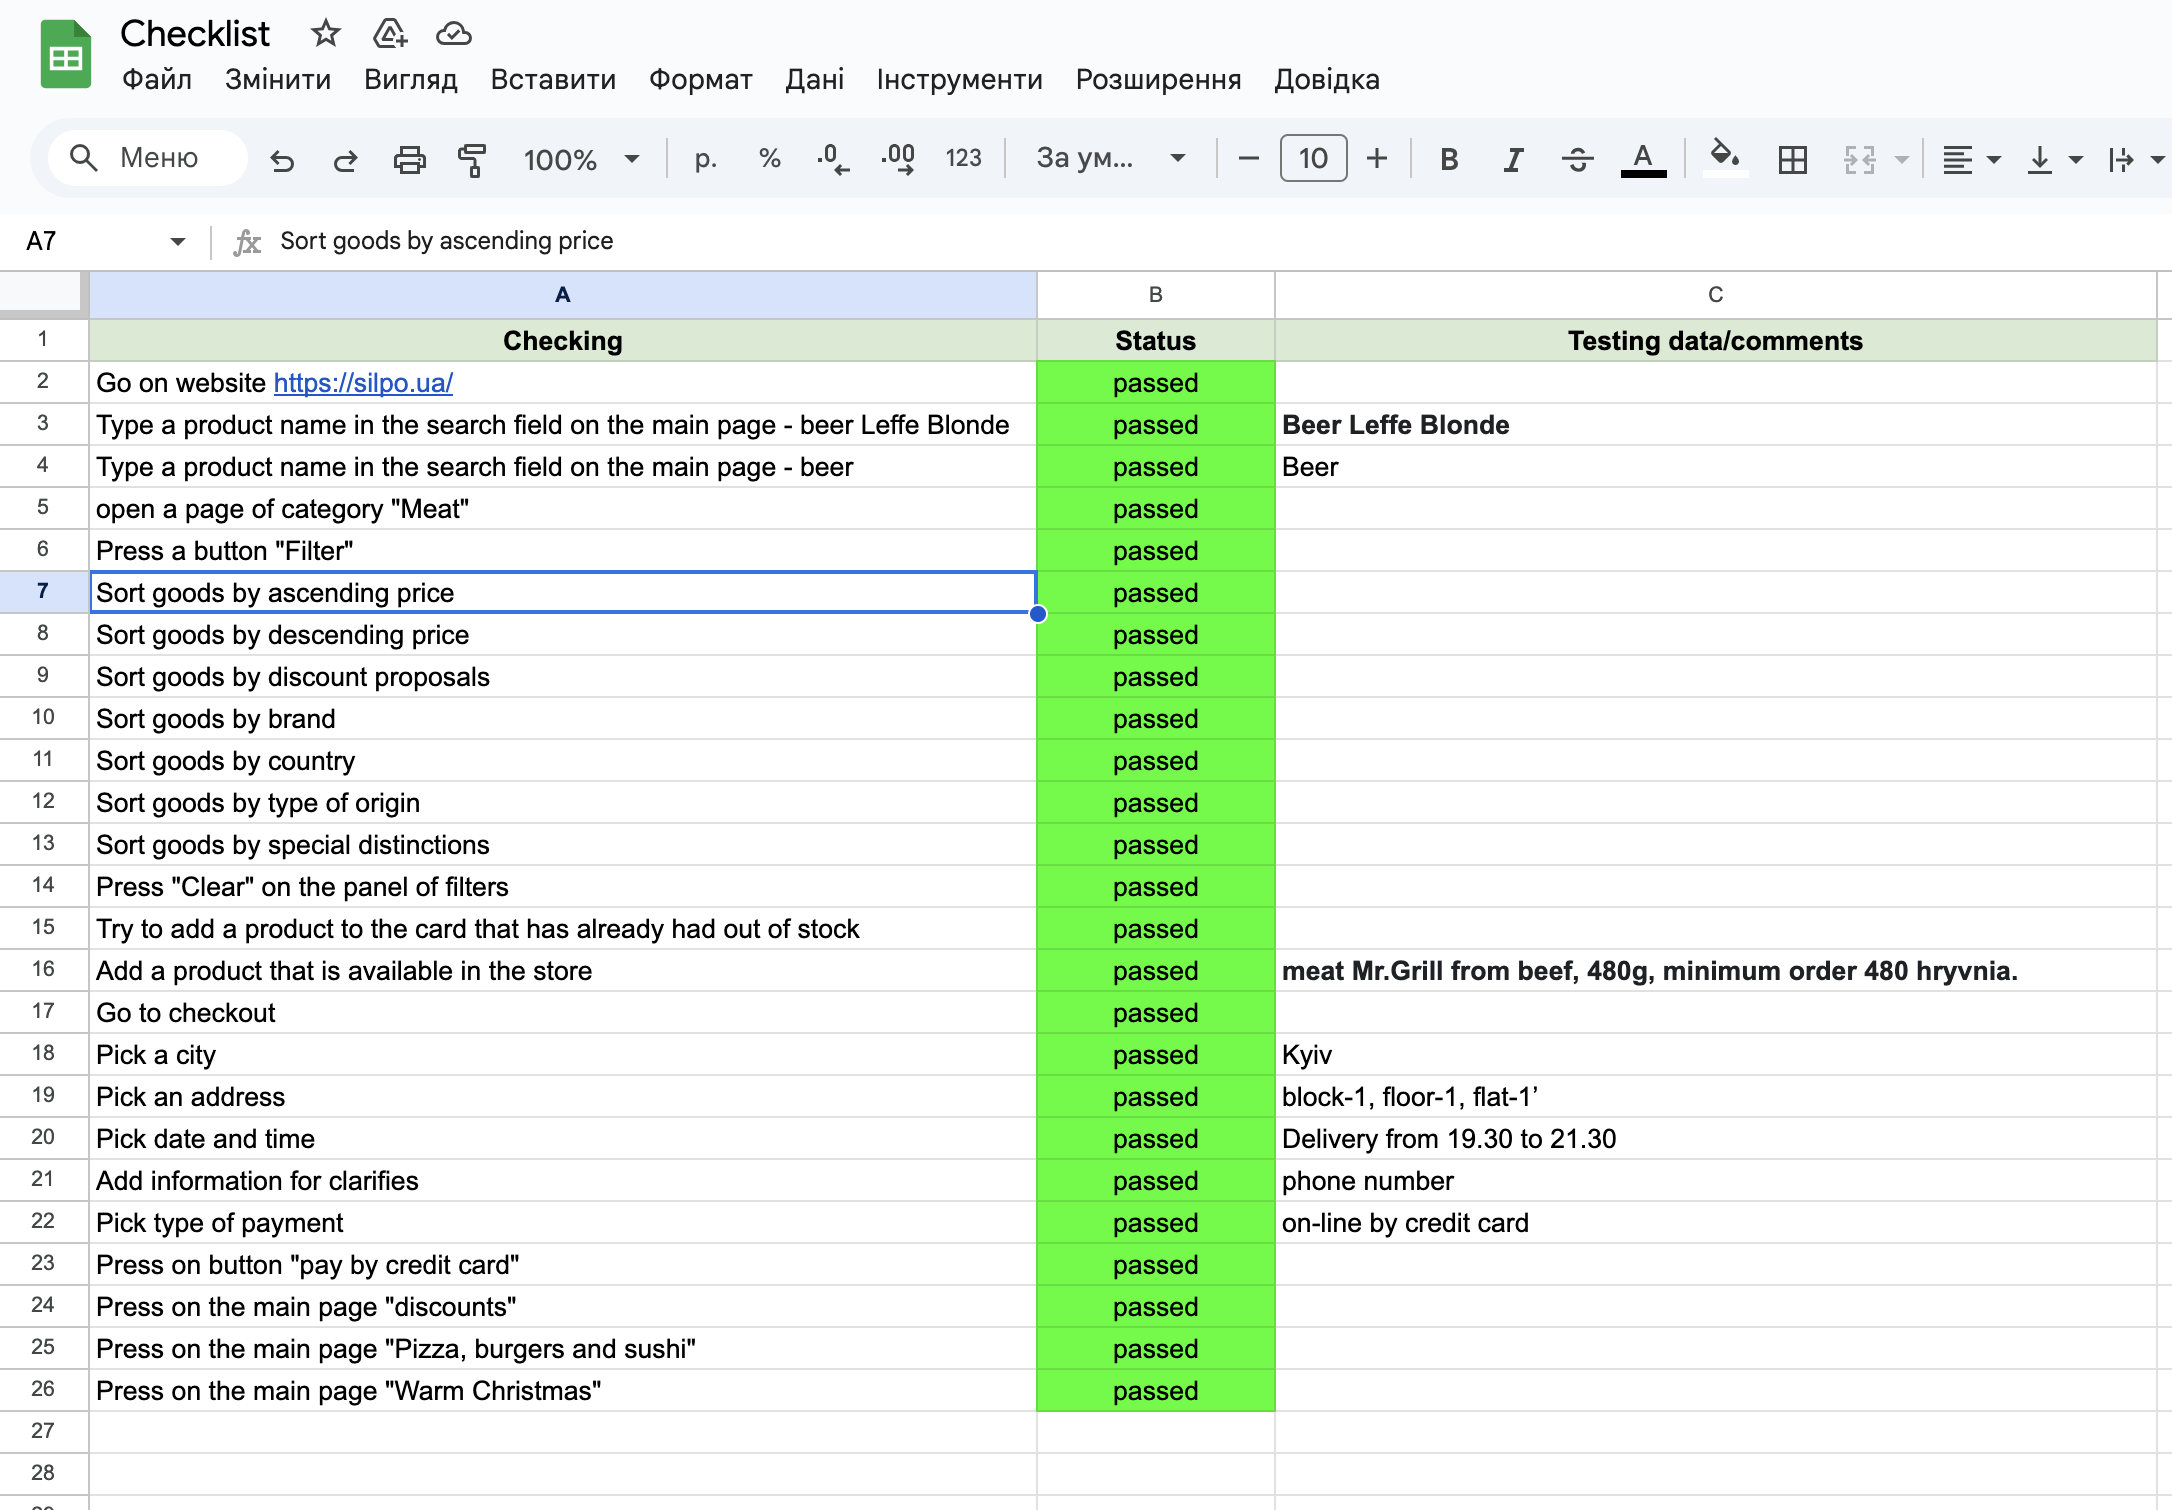 Checklist
Файл Змінити Вигляд Вставити Формат Дані Інструменти Розширення Довідка
Меню 100% р. % .0 .00 123 За ум... 10 B I S A
A7 fx Sort goods by ascending price
A B C
1 Checking Status Testing data/comments
2 Go on website https://silpo.ua/ passed
3 Type a product name in the search field on the main page - beer Leffe Blonde passed Beer Leffe Blonde
4 Type a product name in the search field on the main page - beer passed Beer
5 open a page of category "Meat" passed
6 Press a button "Filter" passed
7 Sort goods by ascending price passed
8 Sort goods by descending price passed
9 Sort goods by discount proposals passed
10 Sort goods by brand passed
11 Sort goods by country passed
12 Sort goods by type of origin passed
13 Sort goods by special distinctions passed
14 Press "Clear" on the panel of filters passed
15 Try to add a product to the card that has already had out of stock passed
16 Add a product that is available in the store passed meat Mr.Grill from beef, 480g, minimum order 480 hryvnia.
17 Go to checkout passed
18 Pick a city passed Kyiv
19 Pick an address passed block-1, floor-1, flat-1’
20 Pick date and time passed Delivery from 19.30 to 21.30
21 Add information for clarifies passed phone number
22 Pick type of payment passed on-line by credit card
23 Press on button "pay by credit card" passed
24 Press on the main page "discounts" passed
25 Press on the main page "Pizza, burgers and sushi" passed
26 Press on the main page "Warm Christmas" passed
27
28